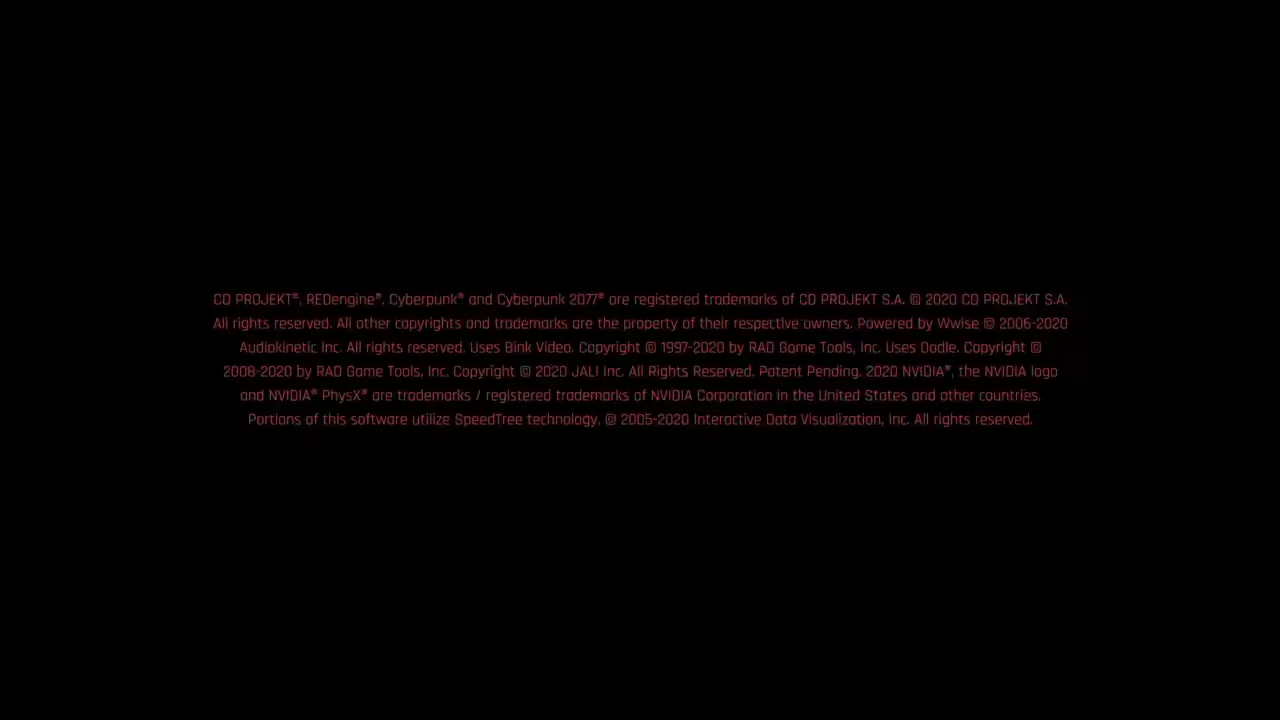 CD PROJEKT®, REDengine®, Cyberpunk® and Cyberpunk 2077® are registered trademarks of CD PROJEKT S.A. © 2020 CD PROJEKT S.A.
All rights reserved. All other copyrights and trademarks are the property of their respective owners. Powered by Wwise © 2006-2020
Audiokinetic Inc. All rights reserved. Uses Bink Video. Copyright © 1997-2020 by RAD Game Tools, Inc. Uses Oodle. Copyright ©
2008-2020 by RAD Game Tools, Inc. Copyright © 2020 JALI Inc. All Rights Reserved. Patent Pending. 2020 NVIDIA®, the NVIDIA logo
and NVIDIA® PhysX® are trademarks / registered trademarks of NVIDIA Corporation in the United States and other countries.
Portions of this software utilize SpeedTree technology, © 2005-2020 Interactive Data Visualization, Inc. All rights reserved.